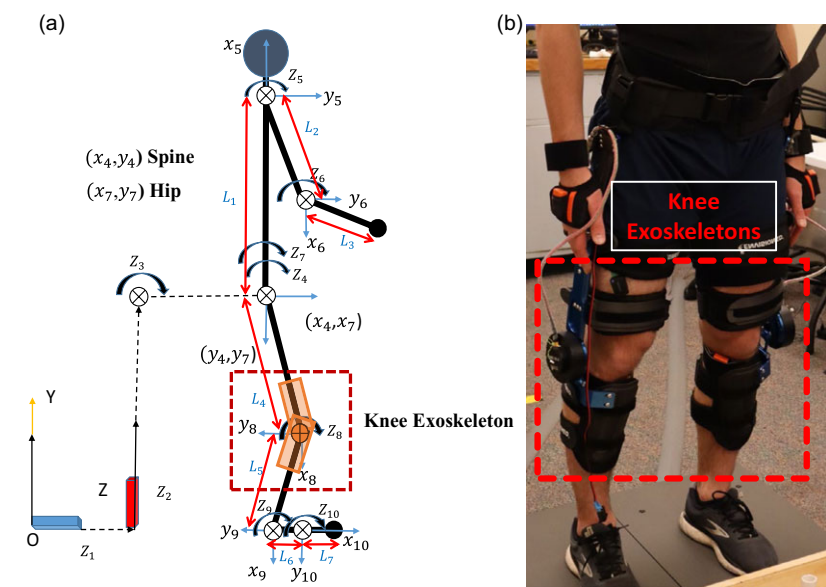 (a)
x₅
Z₅
y₅
L₂
(x₄,y₄) Spine
(x₇,y₇) Hip
L₁
Z₆
y₆
x₆
L₃
Z₇
Z₄
Z₃
(x₄,x₇)
(y₄,y₇)
L₄
Knee Exoskeleton
y₈
Z₈
x₈
L₅
Y
Z
Z₂
O
Z₁
Z₉
Z₁₀
y₉
x₁₀
L₆
L₇
x₉
y₁₀
(b)
Knee
Exoskeletons